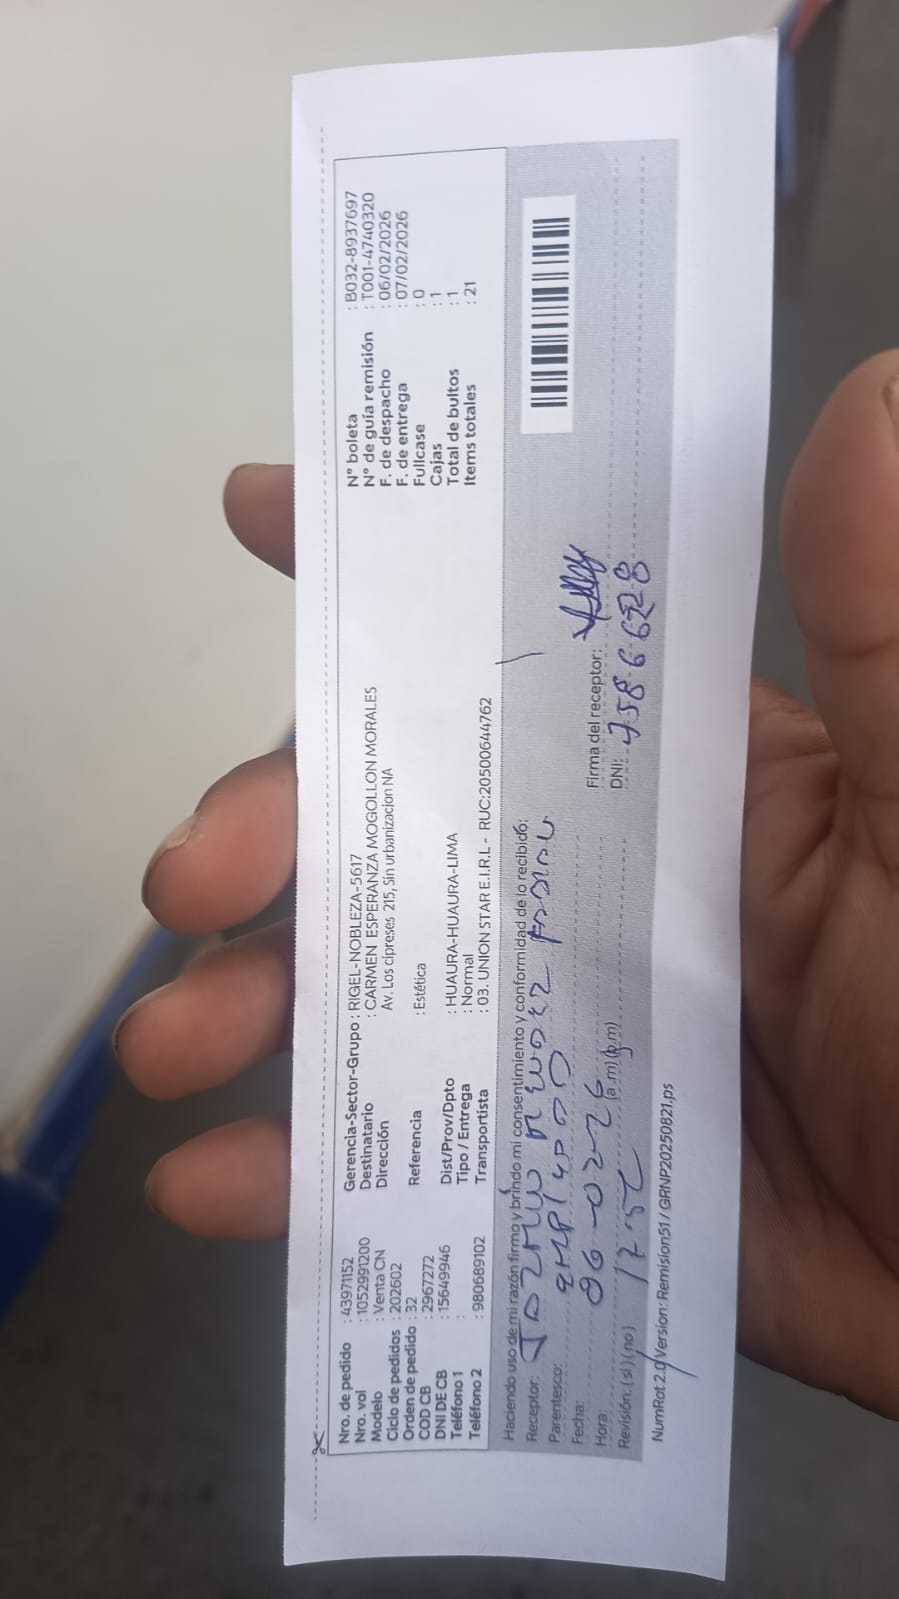 Nro. de pedido : 43971152
Nro. vol : 1052991200
Modelo : Venta CN
Ciclo de pedidos : 202602
Orden de pedido : 32
COD CB : 2967272
DNI DE CB : 15649946
Teléfono 1 :
Teléfono 2 : 980689102
Gerencia-Sector-Grupo : RIGEL-NOBLEZA-5617
Destinatario : CARMEN ESPERANZA MOGOLLON MORALES
Dirección Av. Los cipreses 215, Sin urbanizacion NA
Referencia : Estética
Dist/Prov/Dpto : HUAURA-HUAURA-LIMA
Tipo / Entrega : Normal
Transportista : 03. UNION STAR E.I.R.L - RUC:20500644762
N° boleta : B032-8937697
N° de guía remisión : T001-4740320
F. de despacho : 06/02/2026
F. de entrega : 07/02/2026
Fullcase : 0
Cajas : 1
Total de bultos : 1
Items totales : 21
Haciendo uso de mi razón firmo y brindo mi consentimiento y conformidad de lo recibido:
Receptor:
Parentesco: EMPLEADO
Fecha: 06-02-26
Hora: (a.m) (p.m)
Revisión: (si) (no)
Firma del receptor:
DNI: 75866728
NumRot 2.0 Version: Remision51 / GRNP20250821.ps